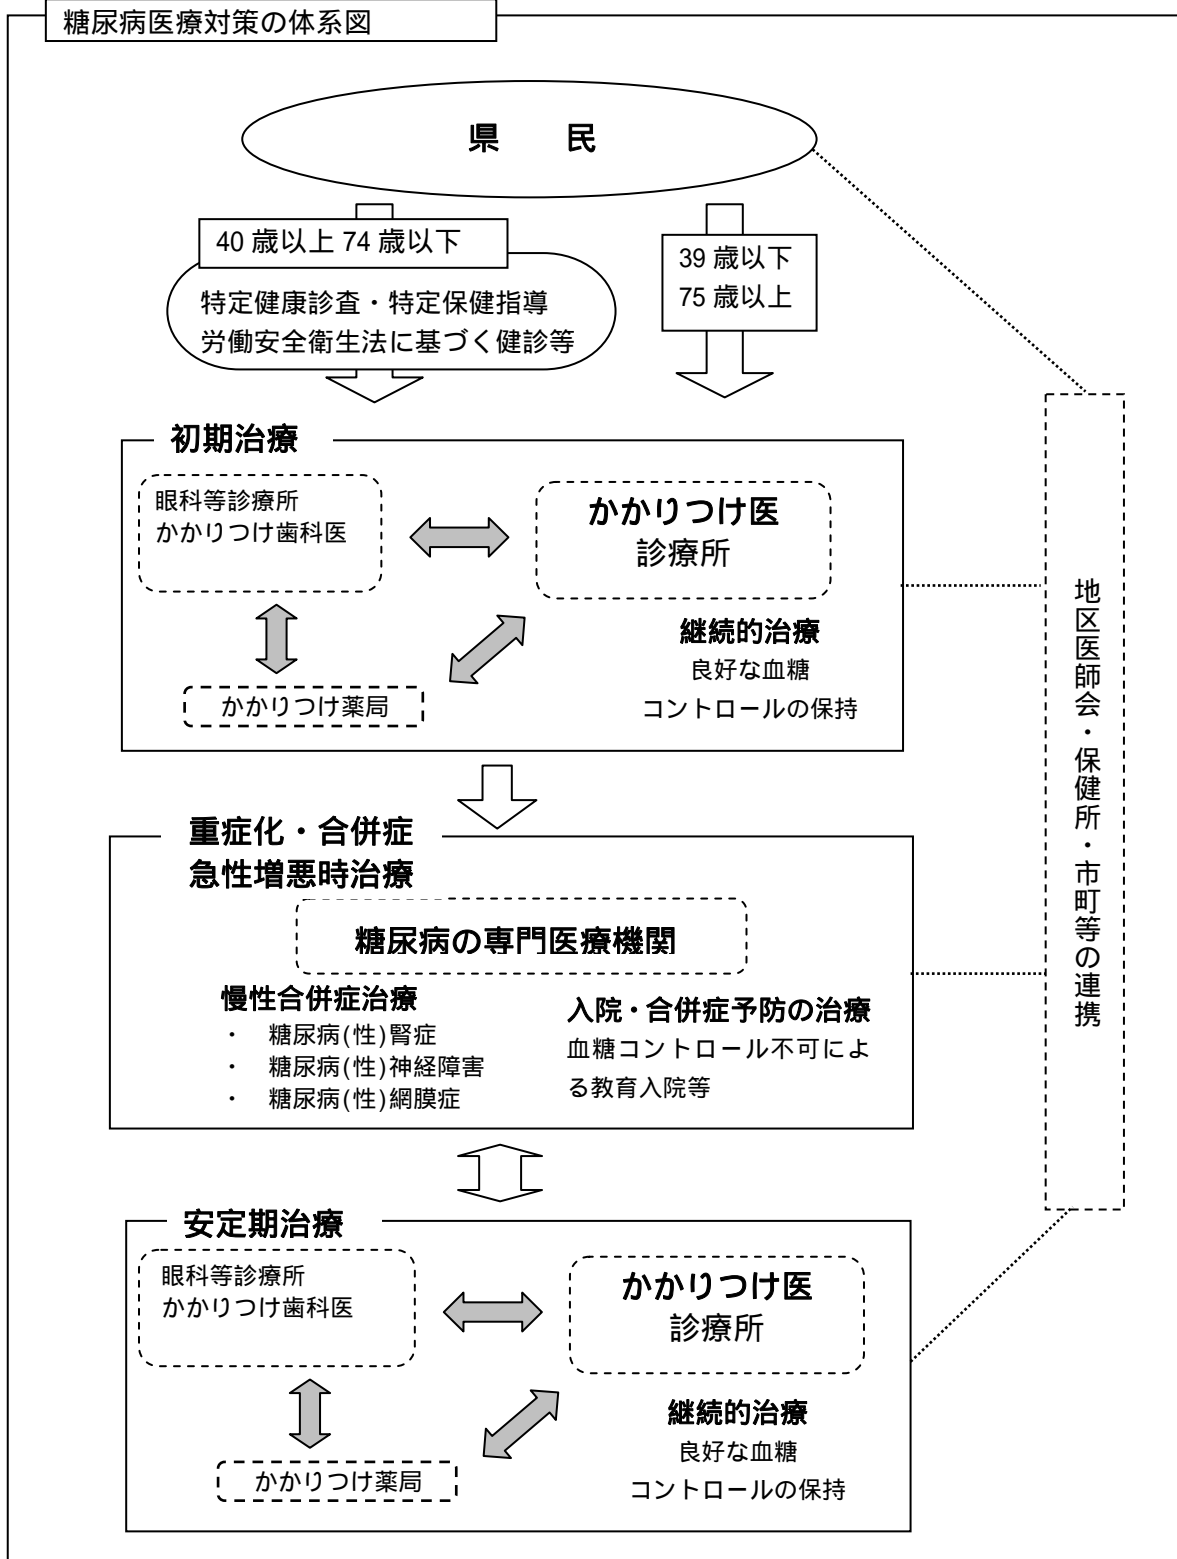 糖尿病医療対策の体系図
県　　民
40 歳以上 74 歳以下
39 歳以下
75 歳以上
特定健康診査・特定保健指導
労働安全衛生法に基づく健診等
初期治療
眼科等診療所
かかりつけ歯科医
かかりつけ医
診療所
継続的治療
良好な血糖
コントロールの保持
かかりつけ薬局
地区医師会・保健所・市町等の連携
重症化・合併症
急性増悪時治療
糖尿病の専門医療機関
慢性合併症治療
・　糖尿病(性)腎症
・　糖尿病(性)神経障害
・　糖尿病(性)網膜症
入院・合併症予防の治療
血糖コントロール不可によ
る教育入院等
安定期治療
眼科等診療所
かかりつけ歯科医
かかりつけ医
診療所
継続的治療
良好な血糖
コントロールの保持
かかりつけ薬局